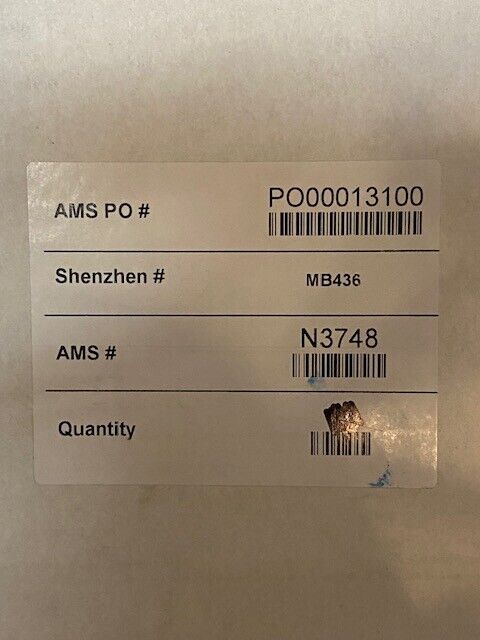 AMS PO # PO00013100
Shenzhen # MB436
AMS # N3748
Quantity